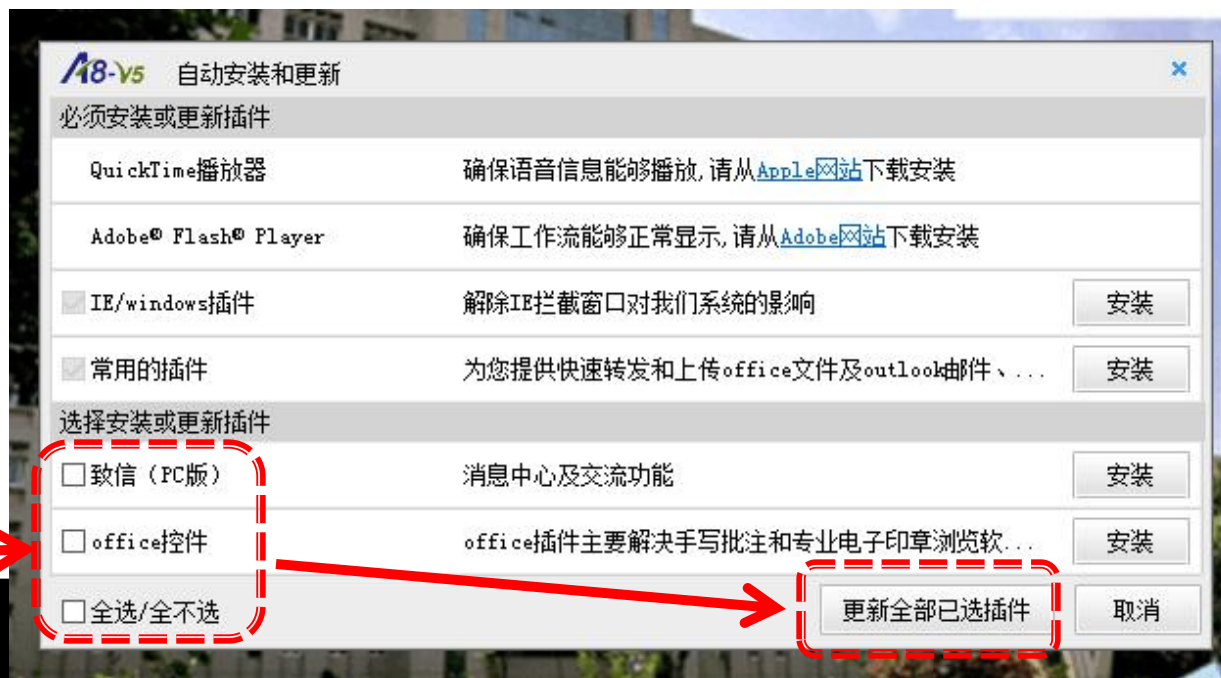 A8-V5 自动安装和更新
必须安装或更新插件
QuickTime播放器 确保语音信息能够播放,请从Apple网站下载安装
Adobe® Flash® Player 确保工作流能够正常显示,请从Adobe网站下载安装
IE/windows插件 解除IE拦截窗口对我们系统的影响 安装
常用的插件 为您提供快速转发和上传office文件及outlook邮件、... 安装
选择安装或更新插件
致信（PC版） 消息中心及交流功能 安装
office控件 office插件主要解决手写批注和专业电子印章浏览软... 安装
全选/全不选 更新全部已选插件 取消